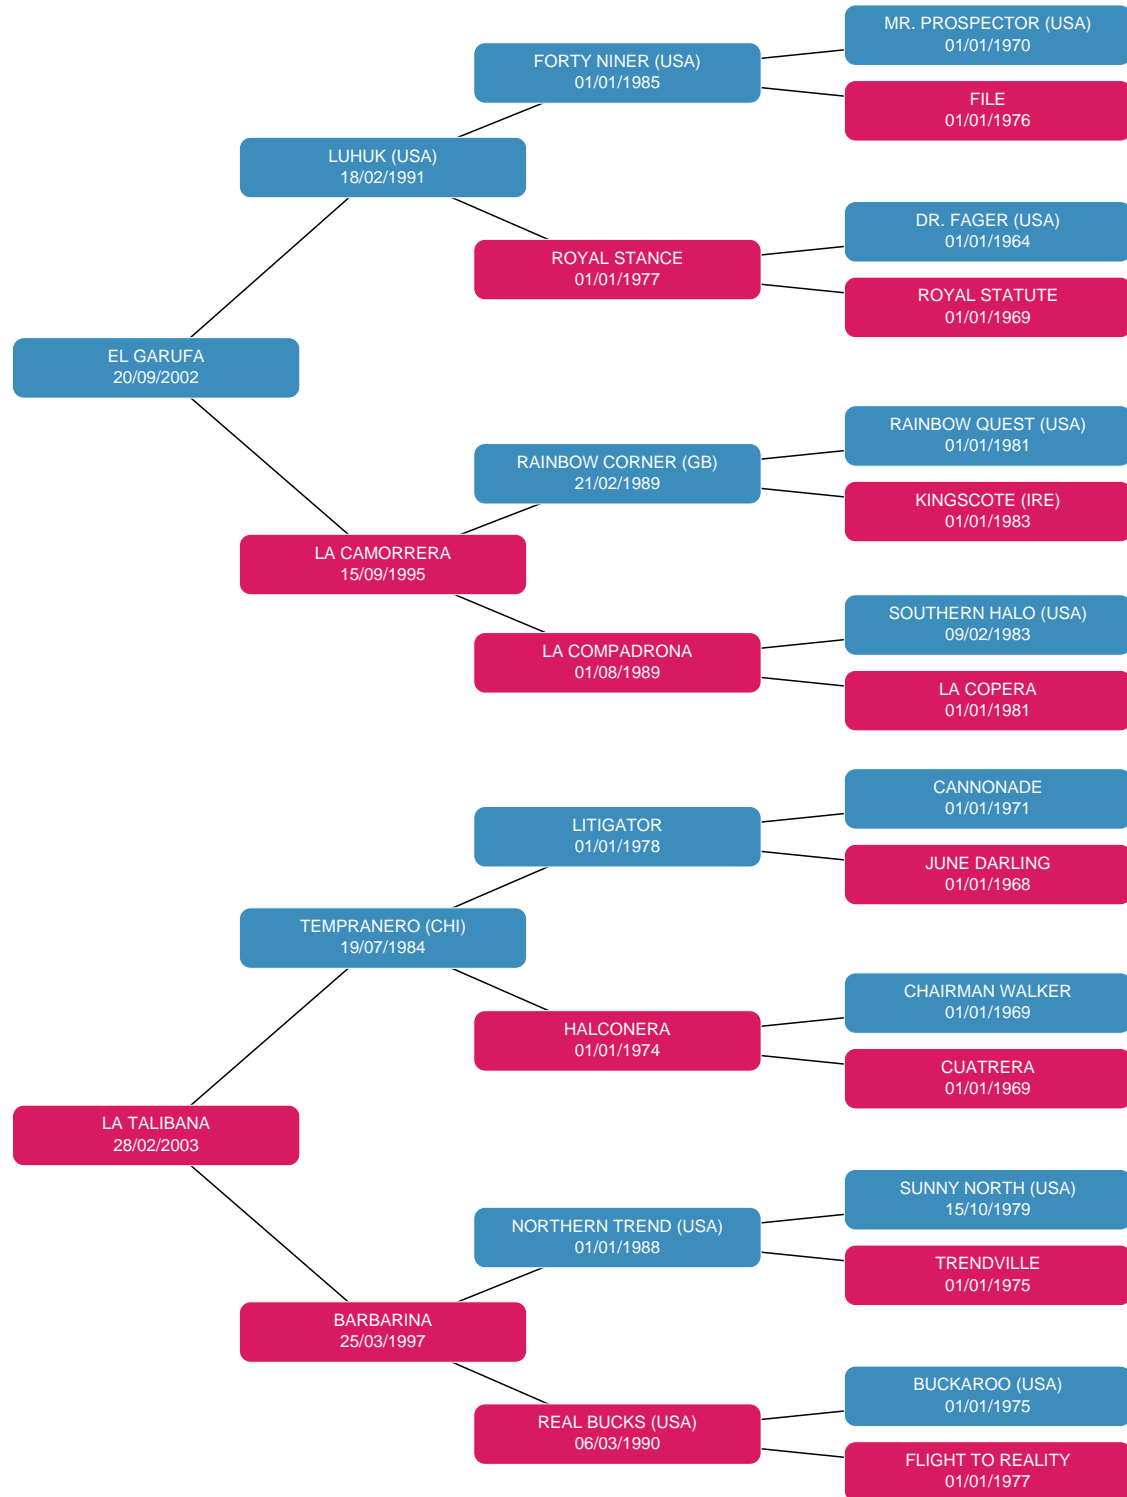 MR. PROSPECTOR (USA)
01/01/1970
FORTY NINER (USA)
01/01/1985
FILE
01/01/1976
LUHUK (USA)
18/02/1991
DR. FAGER (USA)
01/01/1964
ROYAL STANCE
01/01/1977
ROYAL STATUTE
01/01/1969
EL GARUFA
20/09/2002
RAINBOW QUEST (USA)
01/01/1981
RAINBOW CORNER (GB)
21/02/1989
KINGSCOTE (IRE)
01/01/1983
LA CAMORRERA
15/09/1995
SOUTHERN HALO (USA)
09/02/1983
LA COMPADRONA
01/08/1989
LA COPERA
01/01/1981
CANNONADE
01/01/1971
LITIGATOR
01/01/1978
JUNE DARLING
01/01/1968
TEMPRANERO (CHI)
19/07/1984
CHAIRMAN WALKER
01/01/1969
HALCONERA
01/01/1974
CUATRERA
01/01/1969
LA TALIBANA
28/02/2003
SUNNY NORTH (USA)
15/10/1979
NORTHERN TREND (USA)
01/01/1988
TRENDVILLE
01/01/1975
BARBARINA
25/03/1997
BUCKAROO (USA)
01/01/1975
REAL BUCKS (USA)
06/03/1990
FLIGHT TO REALITY
01/01/1977